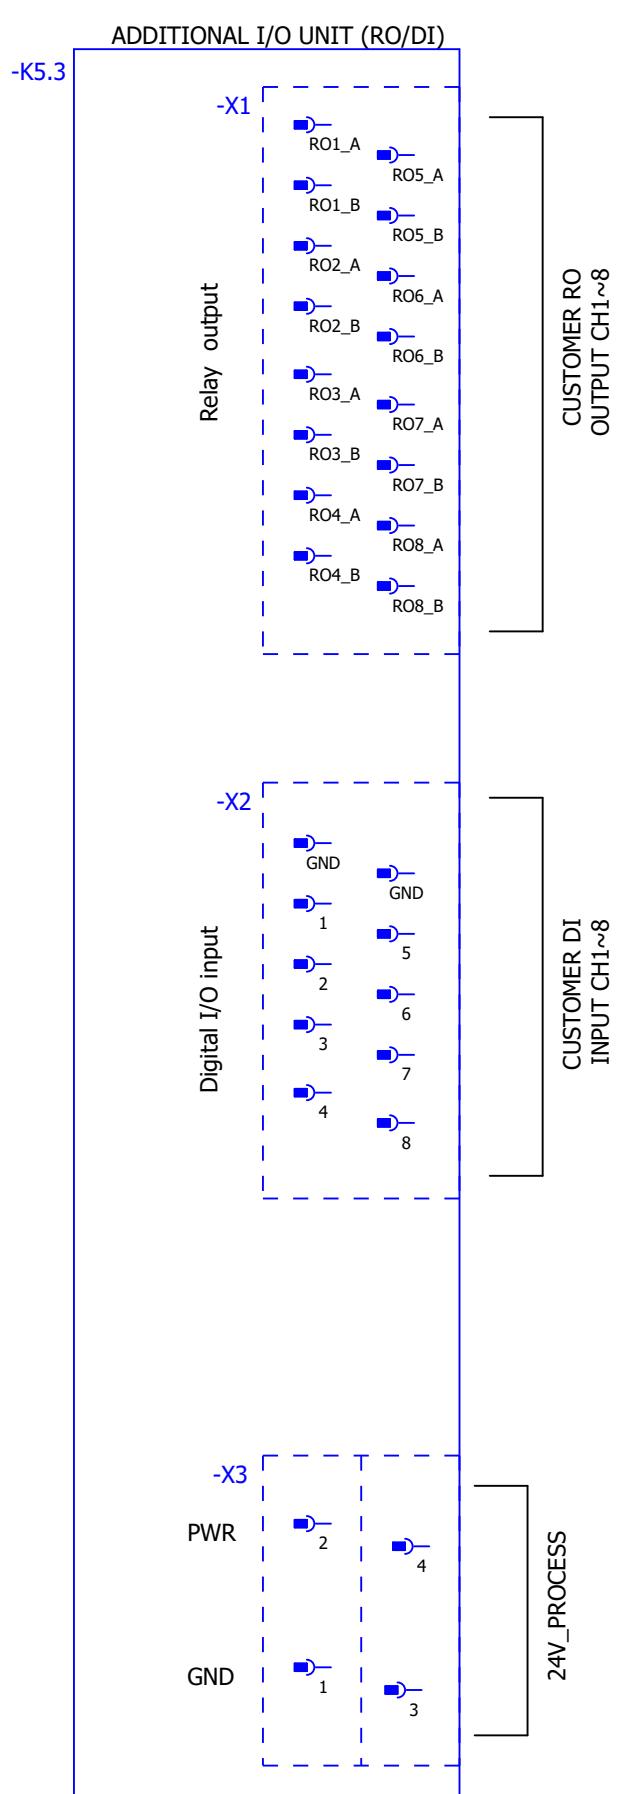 ADDITIONAL I/O UNIT (RO/DI)
-K5.3
-X1
RO1_A
RO5_A
RO1_B
RO5_B
RO2_A
RO6_A
RO2_B
RO6_B
RO3_A
RO7_A
RO3_B
RO7_B
RO4_A
RO8_A
RO4_B
RO8_B
Relay output
CUSTOMER RO
OUTPUT CH1~8
-X2
GND
GND
1
5
2
6
3
7
4
8
Digital I/O input
CUSTOMER DI
INPUT CH1~8
-X3
PWR
2
4
GND
1
3
24V_PROCESS